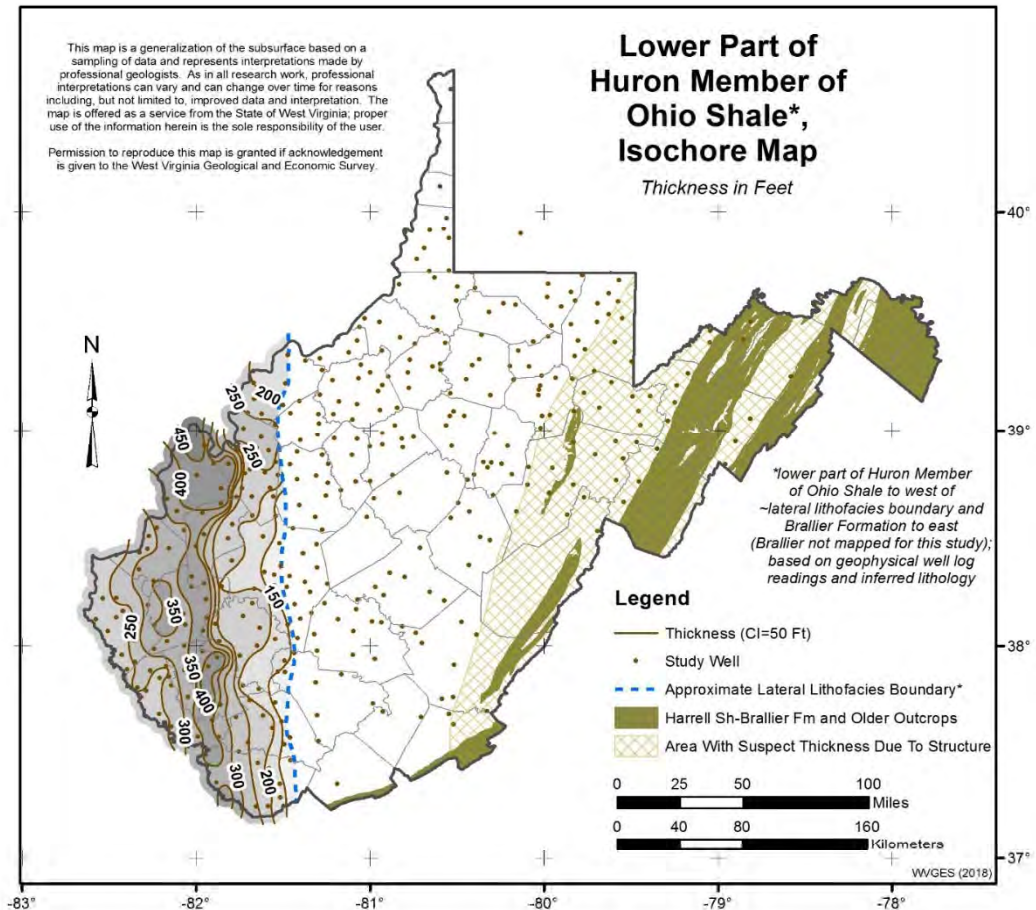 This map is a generalization of the subsurface based on a
sampling of data and represents interpretations made by
professional geologists. As in all research work, professional
interpretations can vary and can change over time for reasons
including, but not limited to, improved data and interpretation. The
map is offered as a service from the State of West Virginia; proper
use of the information herein is the sole responsibility of the user.
Permission to reproduce this map is granted if acknowledgement
is given to the West Virginia Geological and Economic Survey.
Lower Part of
Huron Member of
Ohio Shale*,
Isochore Map
Thickness in Feet
-83°
-82°
-81°
-80°
-79°
-78°
40°
39°
38°
37°
N
250
200
450
250
400
150
350
250
350
400
300
300
200
*lower part of Huron Member
of Ohio Shale to west of
~lateral lithofacies boundary and
Brallier Formation to east
(Brallier not mapped for this study);
based on geophysical well log
readings and inferred lithology
Legend
Thickness (CI=50 Ft)
Study Well
Approximate Lateral Lithofacies Boundary*
Harrell Sh-Brallier Fm and Older Outcrops
Area With Suspect Thickness Due To Structure
0 25 50 100
Miles
0 40 80 160
Kilometers
WVGES (2018)
-83°
-82°
-81°
-80°
-79°
-78°